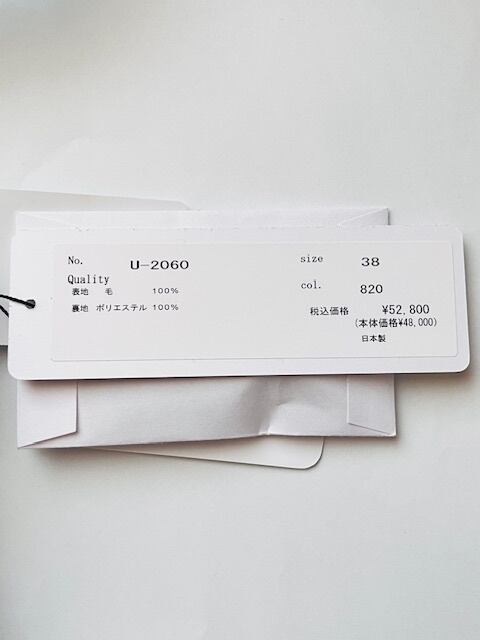 No. U-2060
Quality
表地 毛 100%
裏地 ポリエステル 100%
size 38
col. 820
税込価格 ¥52,800
(本体価格¥48,000)
日本製